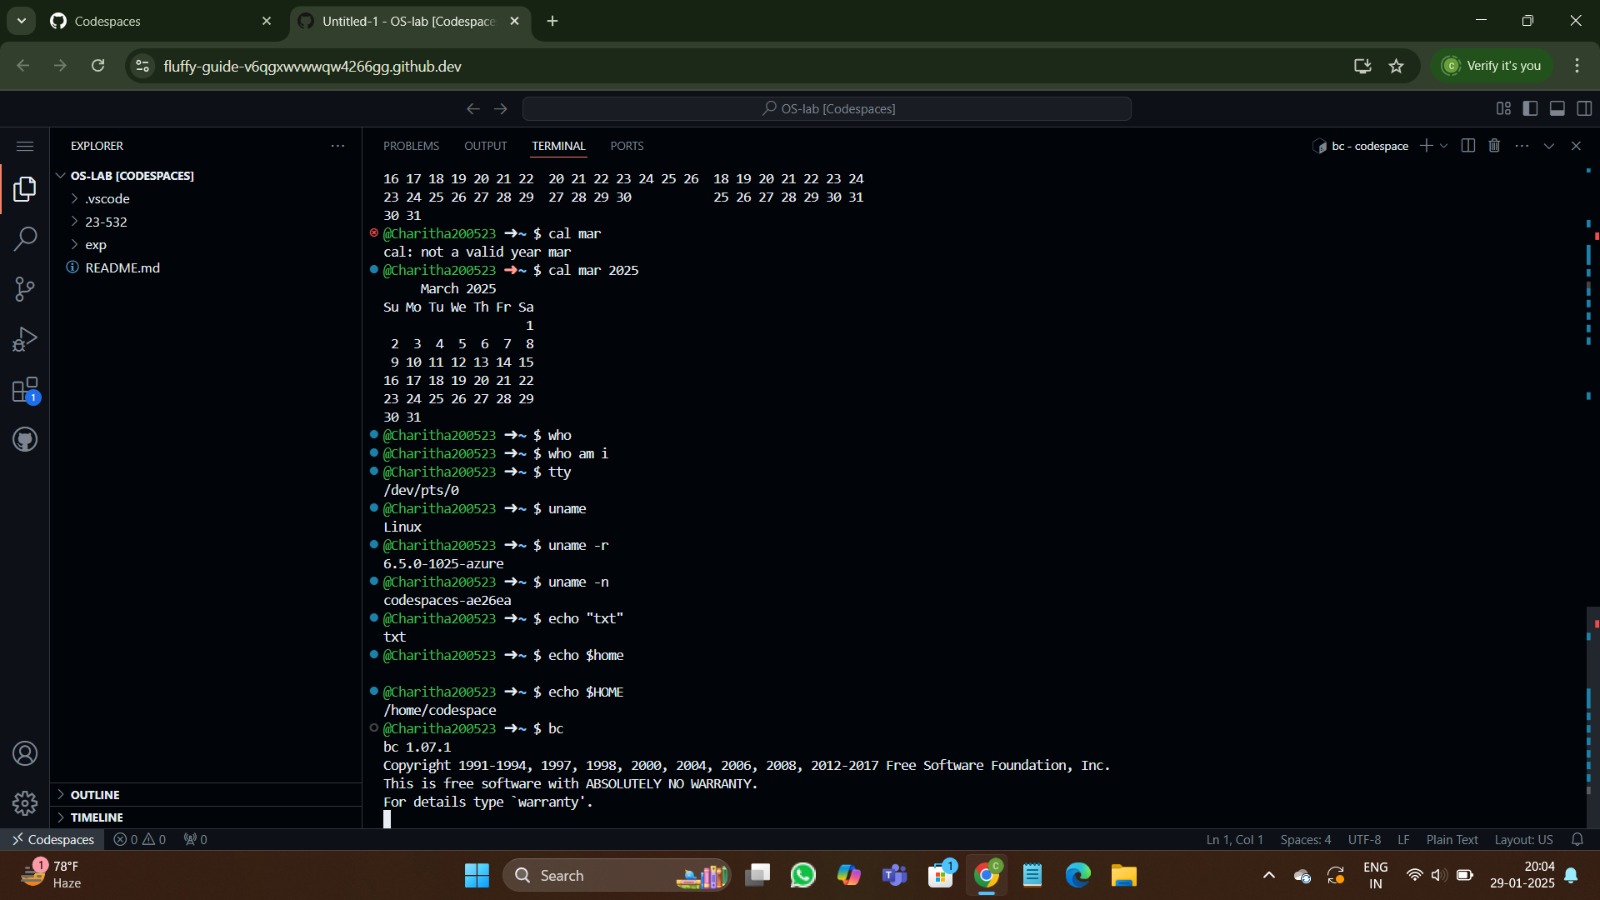 Codespaces
Untitled-1 - OS-lab [Codespace
fluffy-guide-v6qgxwvwwqw4266gg.github.dev
Verify it's you
OS-lab [Codespaces]
EXPLORER
OS-LAB [CODESPACES]
.vscode
23-532
exp
README.md
OUTLINE
TIMELINE
PROBLEMS OUTPUT TERMINAL PORTS
bc - codespace
16 17 18 19 20 21 22  20 21 22 23 24 25 26  18 19 20 21 22 23 24
23 24 25 26 27 28 29  27 28 29 30           25 26 27 28 29 30 31
30 31
@Charitha200523 ➜~ $ cal mar
cal: not a valid year mar
@Charitha200523 ➜~ $ cal mar 2025
     March 2025
Su Mo Tu We Th Fr Sa
                   1
 2  3  4  5  6  7  8
 9 10 11 12 13 14 15
16 17 18 19 20 21 22
23 24 25 26 27 28 29
30 31
@Charitha200523 ➜~ $ who
@Charitha200523 ➜~ $ who am i
@Charitha200523 ➜~ $ tty
/dev/pts/0
@Charitha200523 ➜~ $ uname
Linux
@Charitha200523 ➜~ $ uname -r
6.5.0-1025-azure
@Charitha200523 ➜~ $ uname -n
codespaces-ae26ea
@Charitha200523 ➜~ $ echo "txt"
txt
@Charitha200523 ➜~ $ echo $home
@Charitha200523 ➜~ $ echo $HOME
/home/codespace
@Charitha200523 ➜~ $ bc
bc 1.07.1
Copyright 1991-1994, 1997, 1998, 2000, 2004, 2006, 2008, 2012-2017 Free Software Foundation, Inc.
This is free software with ABSOLUTELY NO WARRANTY.
For details type `warranty'.
1
Codespaces 0 0 0
Ln 1, Col 1 Spaces: 4 UTF-8 LF Plain Text Layout: US
1
78°F
Haze
Search
1
ENG
IN
20:04
29-01-2025